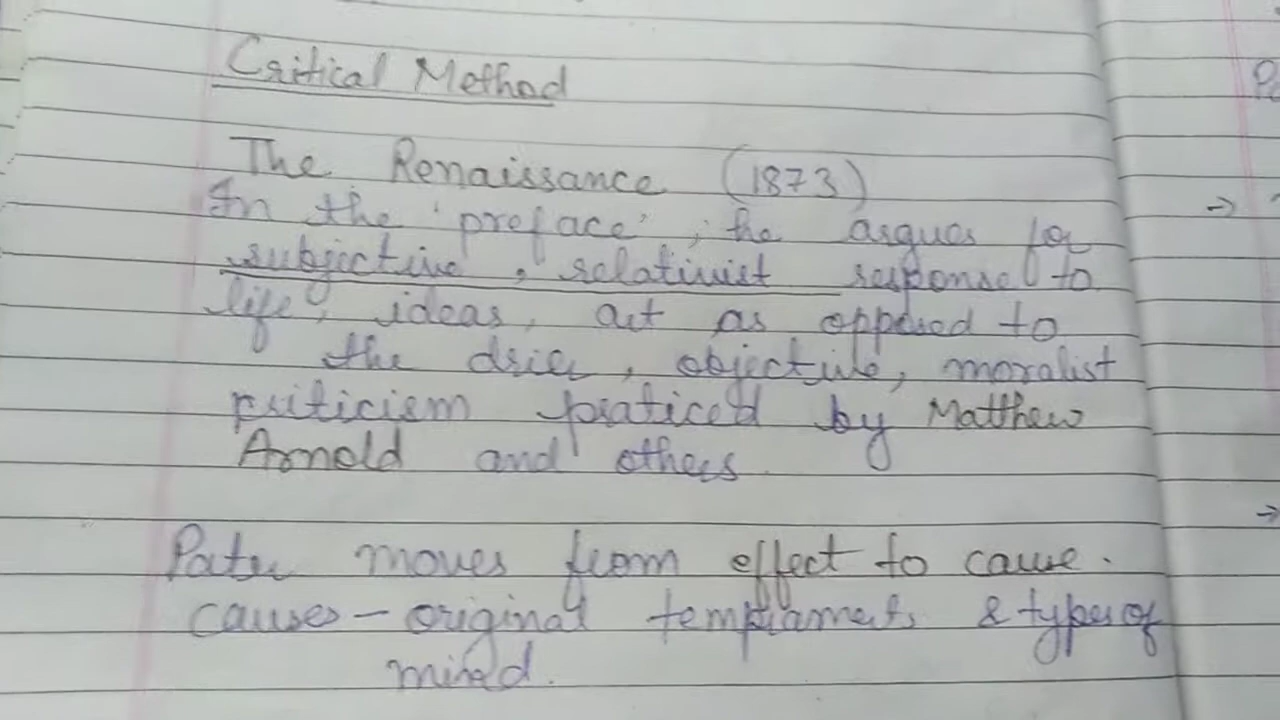 Critical Method
The Renaissance (1873)
In the 'preface', he argues for
subjective, relativist response to
life, ideas, art as opposed to
the drier, objective, moralist
criticism praticed by Matthew
Arnold and others.
Pater moves from effect to cause.
causes - original temprament & types of
mind.